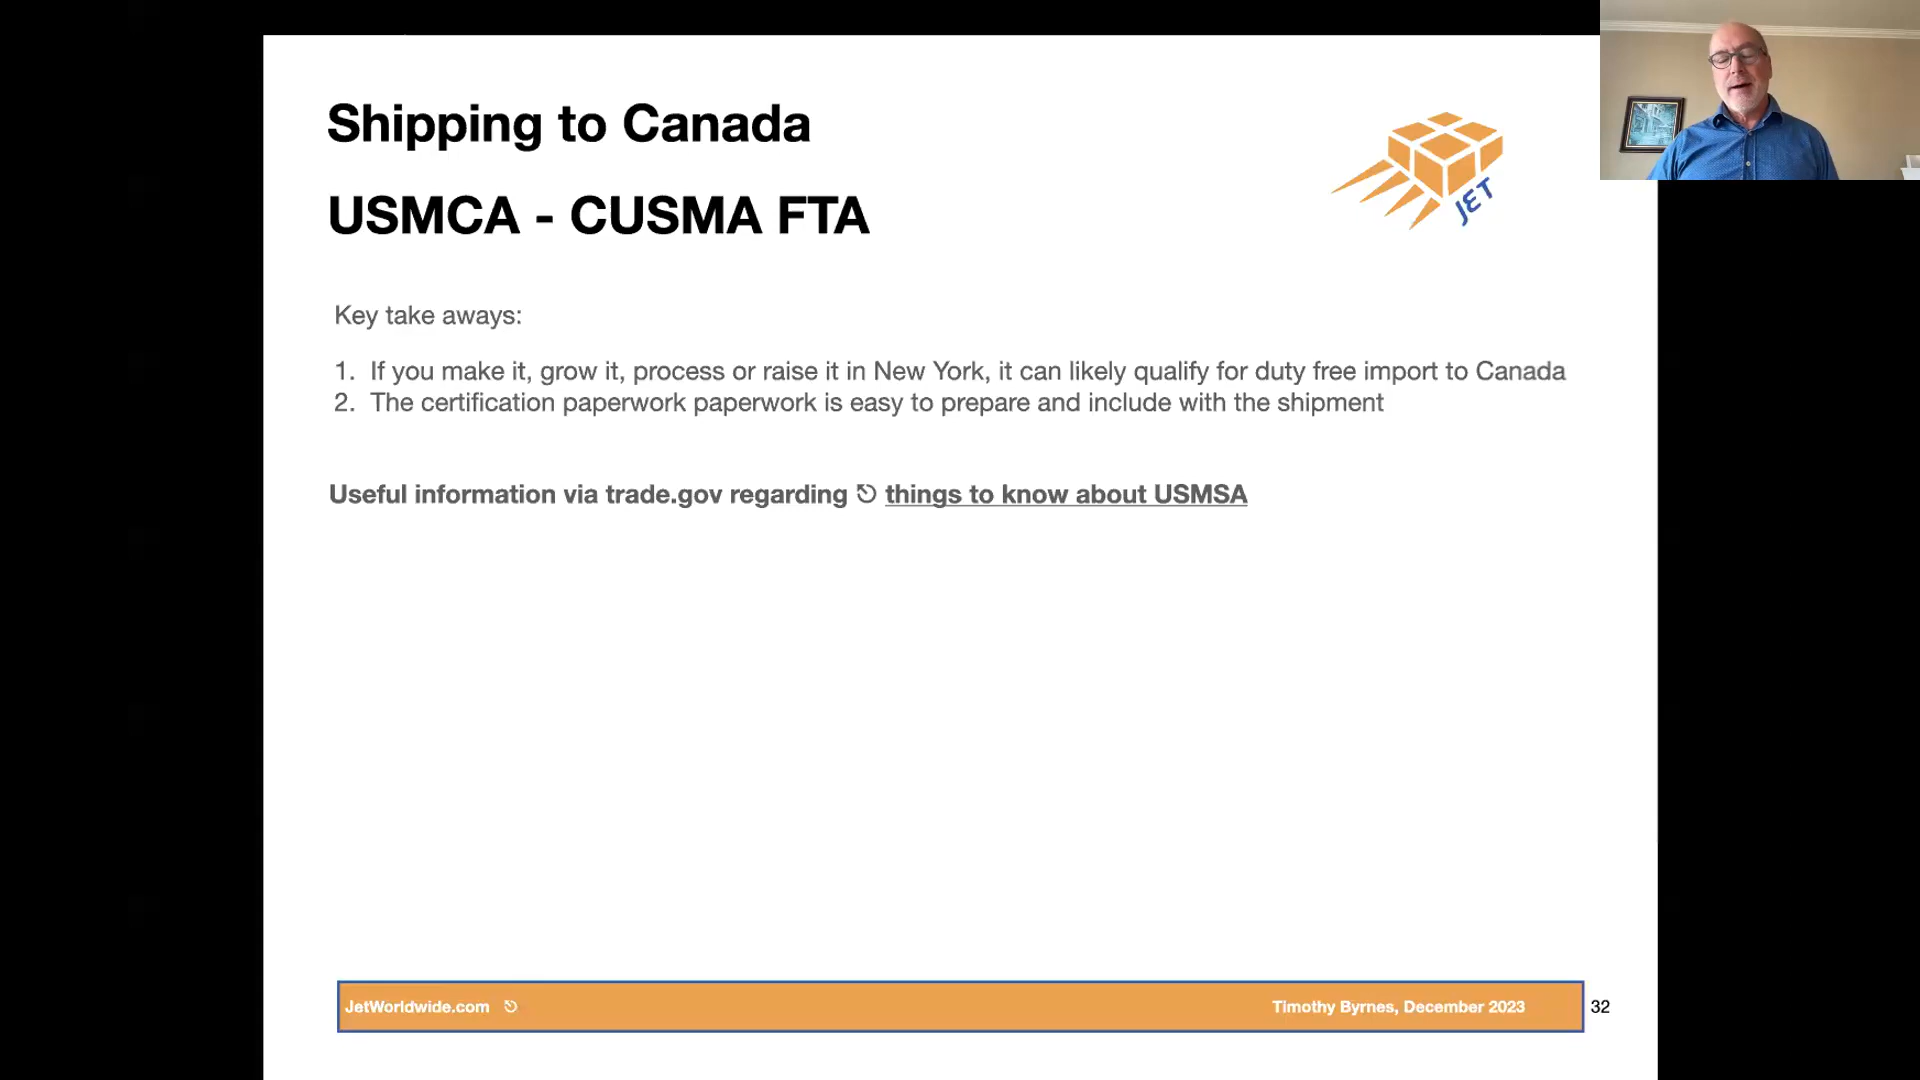 Shipping to Canada
USMCA - CUSMA FTA
JET
Key take aways:
1. If you make it, grow it, process or raise it in New York, it can likely qualify for duty free import to Canada
2. The certification paperwork paperwork is easy to prepare and include with the shipment
Useful information via trade.gov regarding ⎋ things to know about USMSA
JetWorldwide.com ⎋
Timothy Byrnes, December 2023
32